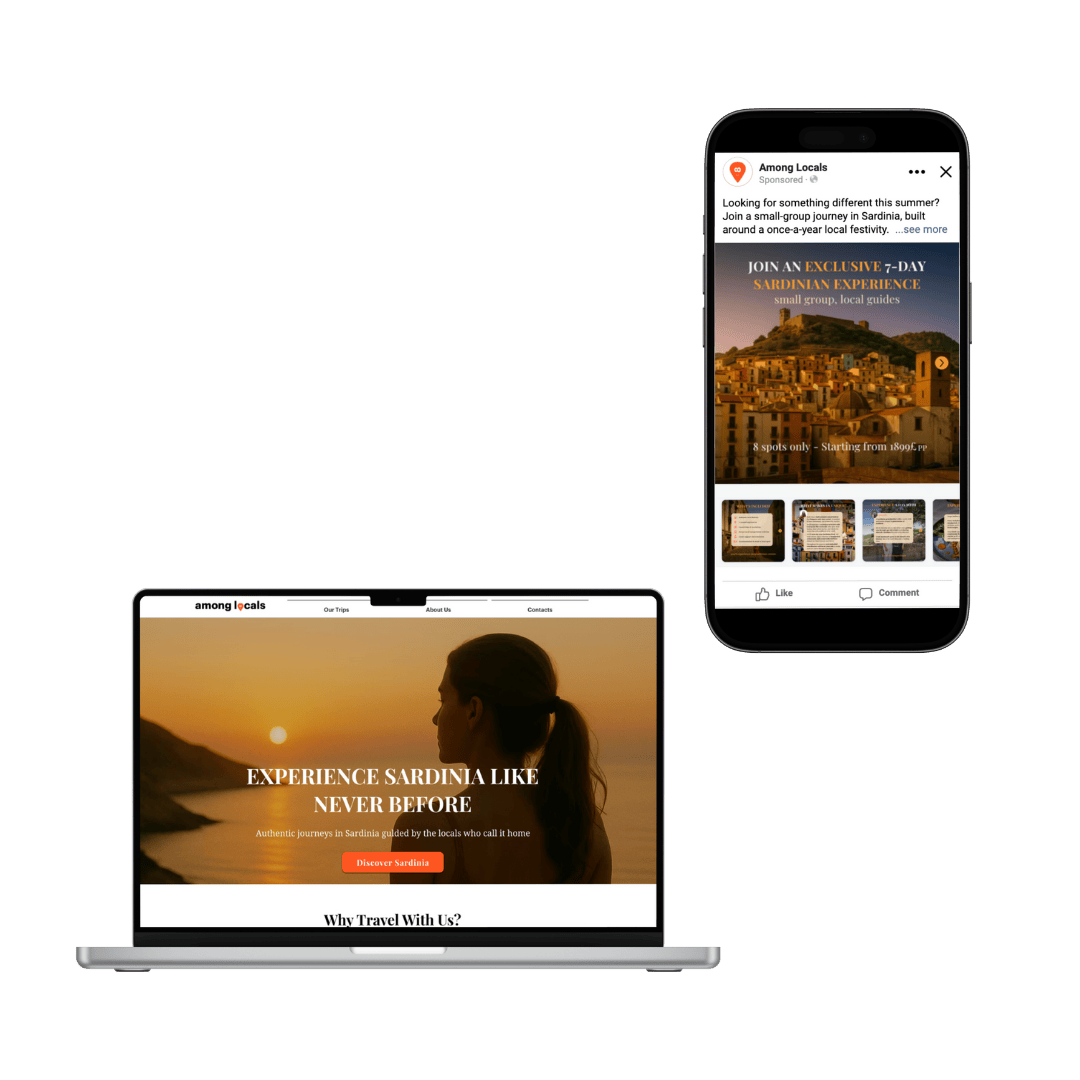 Among Locals
Sponsored ·
Looking for something different this summer?
Join a small-group journey in Sardinia, built
around a once-a-year local festivity. ...see more
JOIN AN EXCLUSIVE 7-DAY
SARDINIAN EXPERIENCE
small group, local guides
8 spots only - Starting from 1899£ PP
Like
Comment
among locals
Our Trips
About Us
Contacts
EXPERIENCE SARDINIA LIKE
NEVER BEFORE
Authentic journeys in Sardinia guided by the locals who call it home
Discover Sardinia
Why Travel With Us?